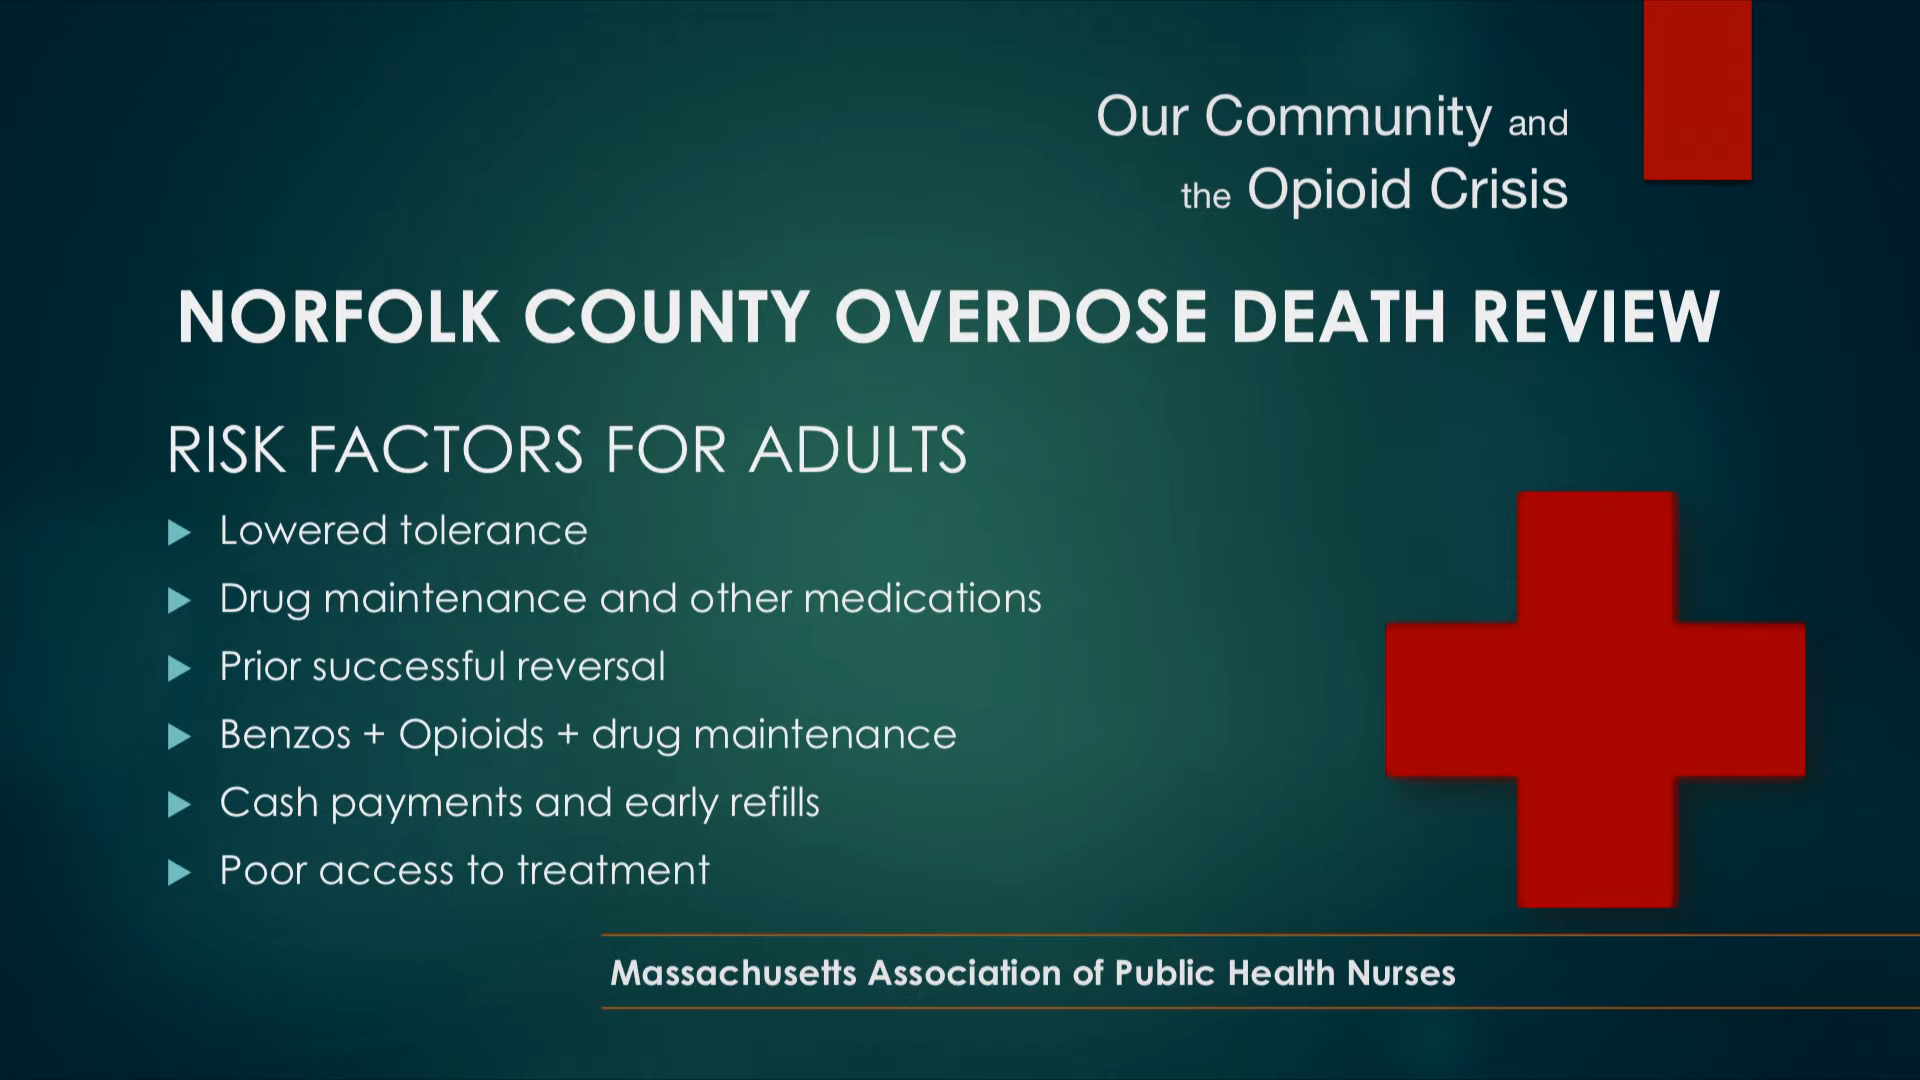 Our Community and
the Opioid Crisis
NORFOLK COUNTY OVERDOSE DEATH REVIEW
RISK FACTORS FOR ADULTS
Lowered tolerance
Drug maintenance and other medications
Prior successful reversal
Benzos + Opioids + drug maintenance
Cash payments and early refills
Poor access to treatment
Massachusetts Association of Public Health Nurses